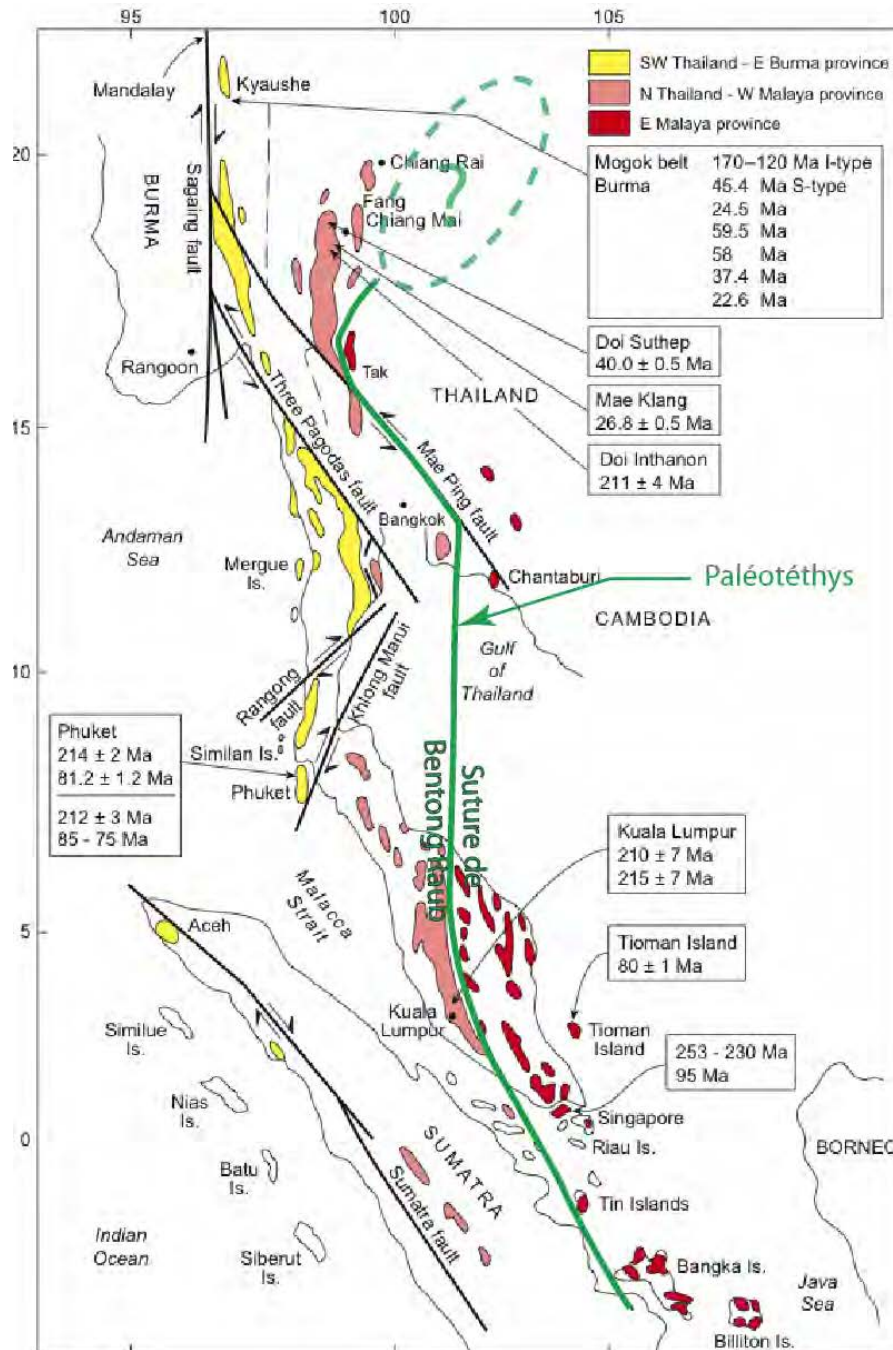 95
100
105
SW Thailand - E Burma province
N Thailand - W Malaya province
E Malaya province
Mandalay
Kyaushe
Mogok belt 170–120 Ma I-type
Burma 45.4 Ma S-type
24.5 Ma
59.5 Ma
58 Ma
37.4 Ma
22.6 Ma
20
BURMA
Sagaing fault
Chiang Rai
Fang
Chiang Mai
?
Rangoon
Tak
THAILAND
Doi Suthep
40.0 ± 0.5 Ma
Mae Klang
26.8 ± 0.5 Ma
Doi Inthanon
211 ± 4 Ma
15
Three Pagodas fault
Mae Ping fault
Bangkok
Andaman
Sea
Mergue
Is.
Chantaburi
Paléotéthys
CAMBODIA
Gulf
of
Thailand
10
Rangong
fault
Khlong Marui
fault
Similan Is.
Phuket
Phuket
214 ± 2 Ma
81.2 ± 1.2 Ma
212 ± 3 Ma
85 - 75 Ma
Suture de
Bentong Raub
Kuala Lumpur
210 ± 7 Ma
215 ± 7 Ma
Malacca
Strait
5
Aceh
Tioman Island
80 ± 1 Ma
Kuala
Lumpur
Similue
Is.
Tioman
Island
253 - 230 Ma
95 Ma
Nias
Is.
Singapore
Riau Is.
BORNEO
0
SUMATRA
Batu
Is.
Sumatra fault
Tin Islands
Indian
Ocean
Siberut
Is.
Bangka Is.
Java
Sea
Billiton Is.